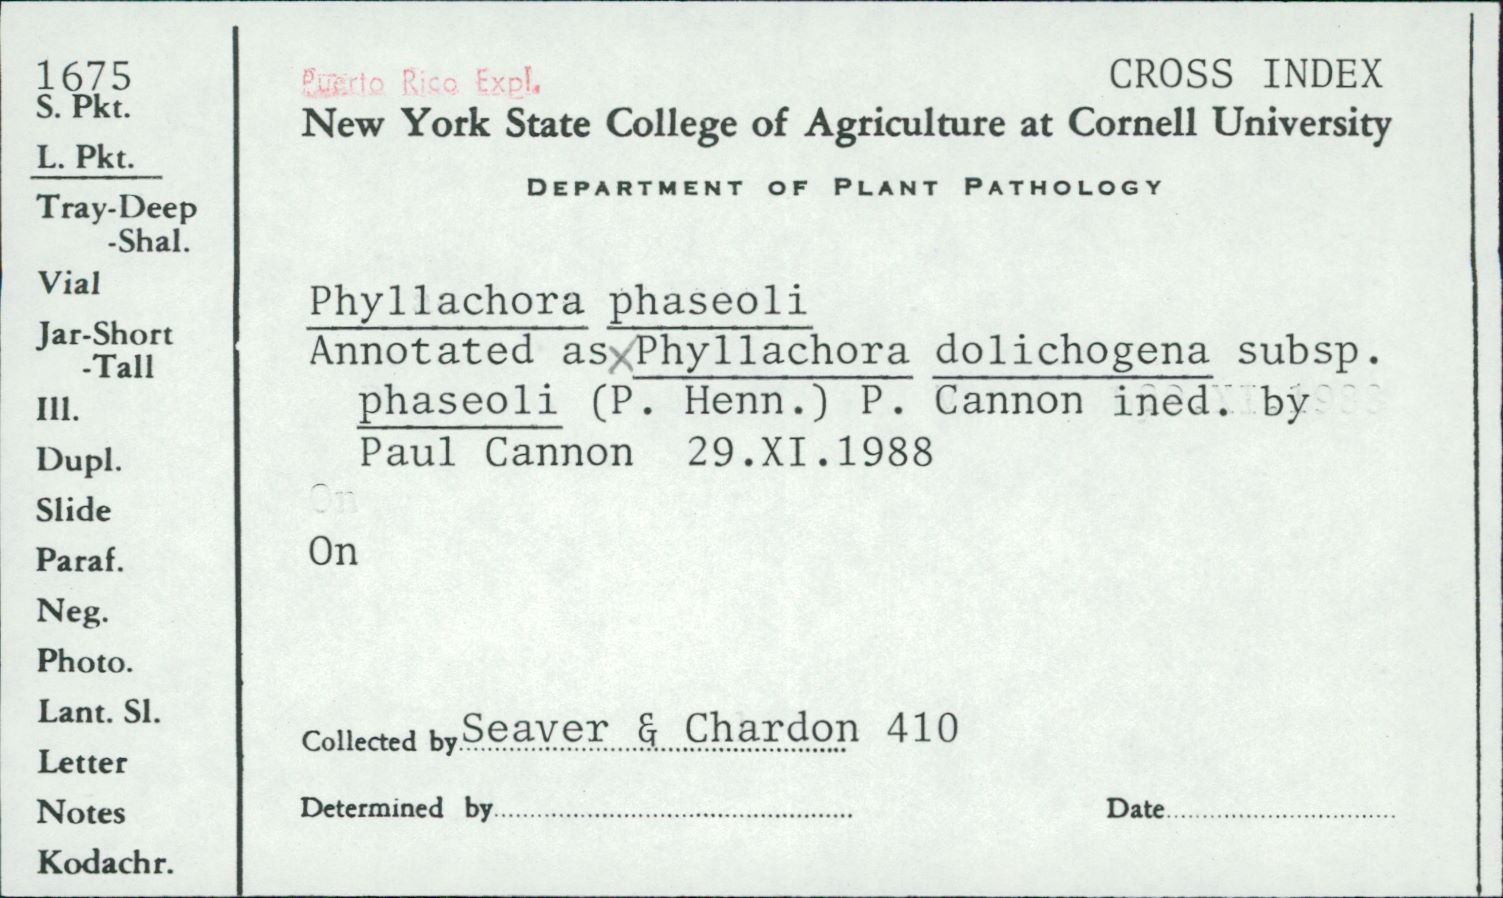 1675
S. Pkt.
L. Pkt.
Tray-Deep
-Shal.
Vial
Jar-Short
-Tall
Ill.
Dupl.
Slide
Paraf.
Neg.
Photo.
Lant. Sl.
Letter
Notes
Kodachr.
Puerto Rico Expl.
CROSS INDEX
New York State College of Agriculture at Cornell University
DEPARTMENT OF PLANT PATHOLOGY
Phyllachora phaseoli
Annotated as Phyllachora dolichogena subsp.
phaseoli (P. Henn.) P. Cannon ined. by
Paul Cannon 29.XI.1988
On
On
Collected by Seaver & Chardon 410
Determined by
Date